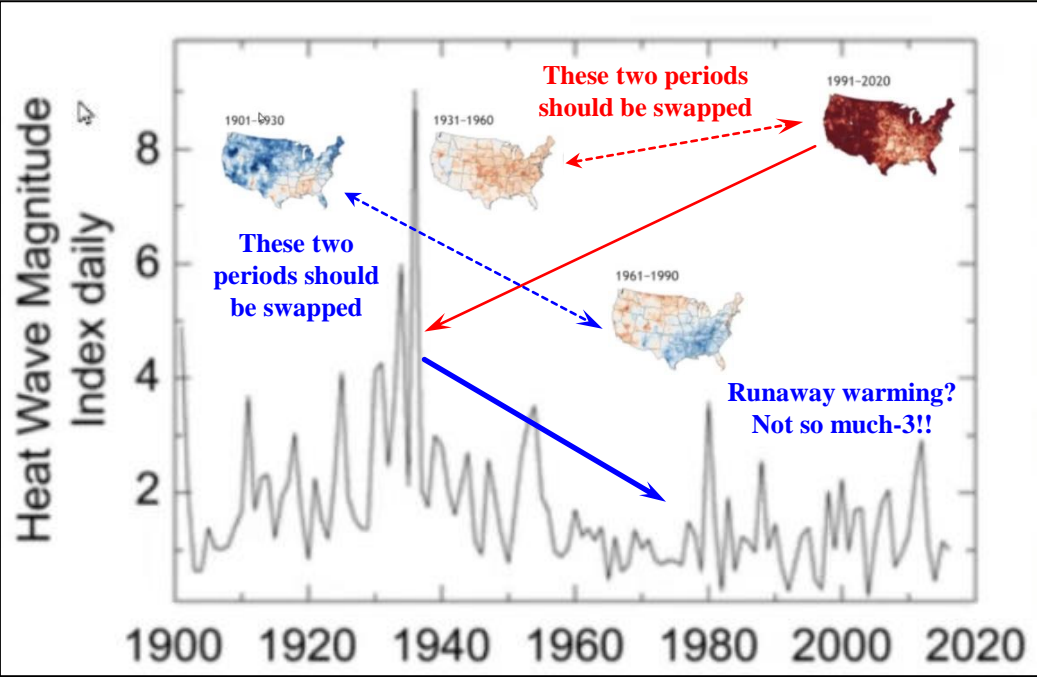 These two periods
should be swapped
1991–2020
1901–1930
1931–1960
These two
periods should
be swapped
1961–1990
Runaway warming?
Not so much-3!!
Heat Wave Magnitude
Index daily
8
6
4
2
1900 1920 1940 1960 1980 2000 2020